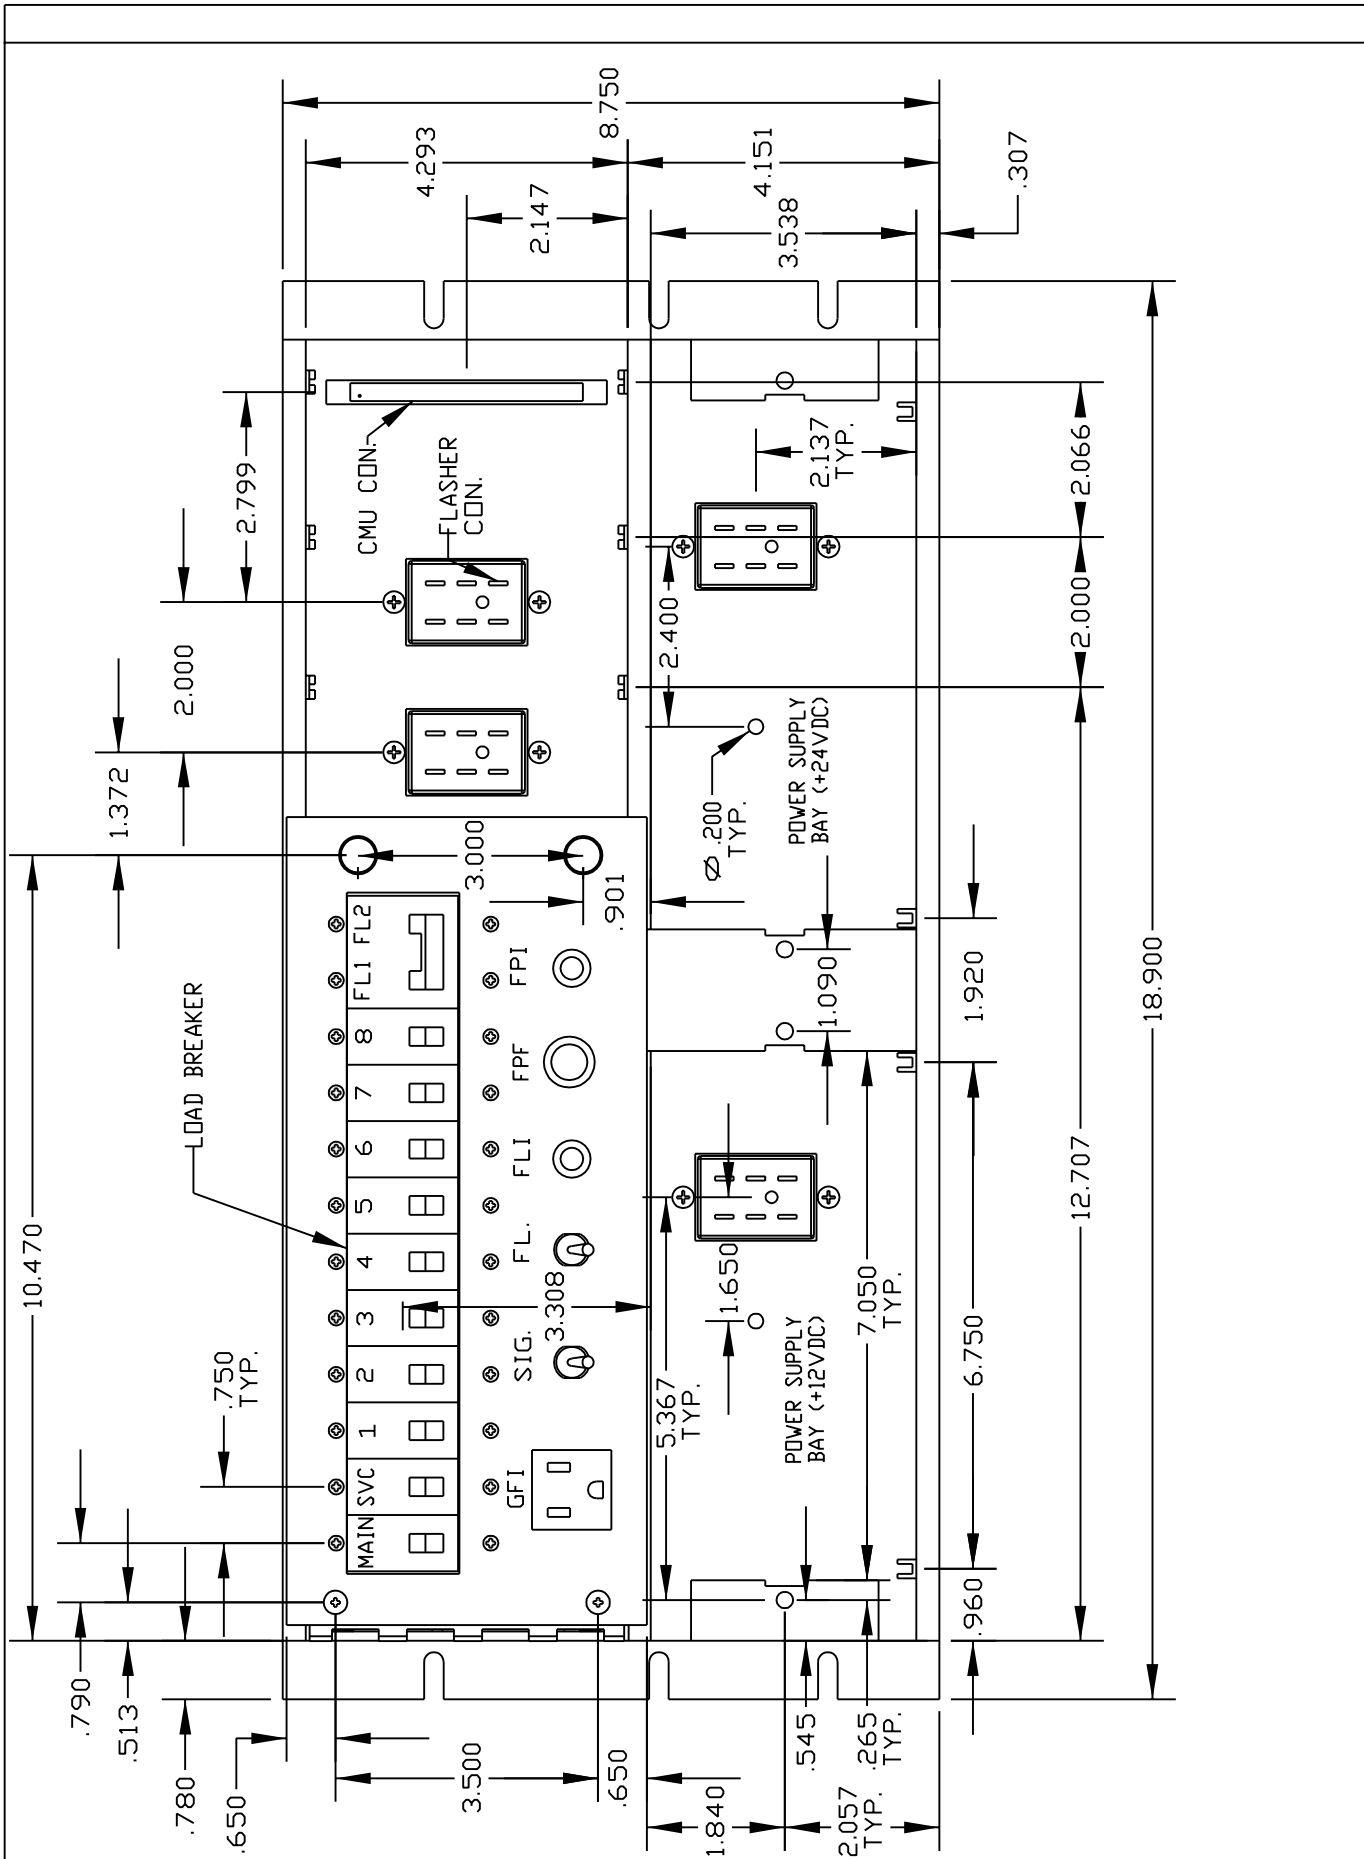 8.750
4.293
4.151
.307
2.147
3.538
2.799
CMU CON.
FLASHER
CON.
2.137
TYP.
2.066
2.000
2.000
2.400
1.372
3.000
.901
Ø .200
TYP.
POWER SUPPLY
BAY (+24VDC)
1.090
1.920
18.900
LOAD BREAKER
FL1 FL2
8
7
6
5
4
3
2
1
SVC
MAIN
FPI
FPF
FLI
FL.
SIG.
GFI
3.308
10.470
12.707
1.650
7.050
TYP.
6.750
.750
TYP.
5.367
TYP.
POWER SUPPLY
BAY (+12VDC)
.960
.790
.513
.780
.650
3.500
.650
.545
.265
TYP.
1.840
2.057
TYP.